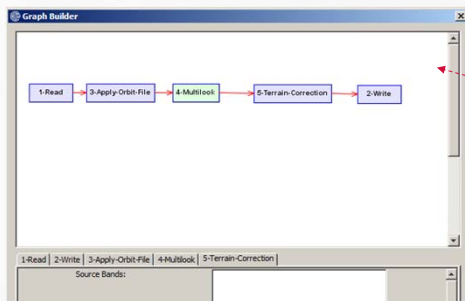 Graph Builder
1-Read 3-Apply-Orbit-File 4-Multilook 5-Terrain-Correction 2-Write
1-Read 2-Write 3-Apply-Orbit-File 4-Multilook 5-Terrain-Correction
Source Bands: